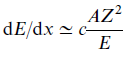 dE/dx ≃ c AZ²/E